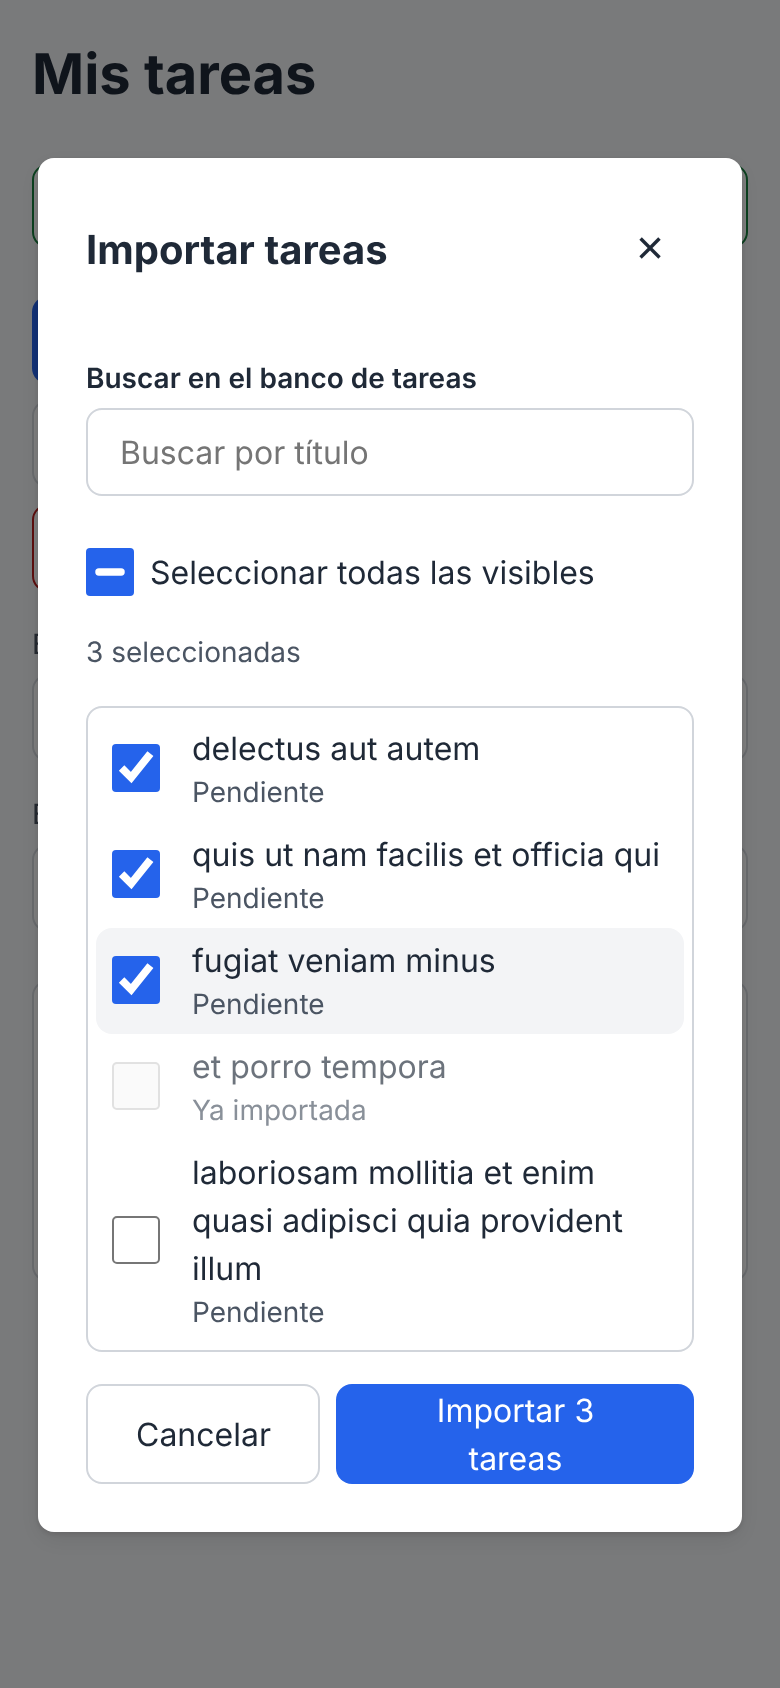 Mis tareas
Importar tareas
Buscar en el banco de tareas
Buscar por título
Seleccionar todas las visibles
3 seleccionadas
delectus aut autem
Pendiente
quis ut nam facilis et officia qui
Pendiente
fugiat veniam minus
Pendiente
et porro tempora
Ya importada
laboriosam mollitia et enim
quasi adipisci quia provident
illum
Pendiente
Cancelar
Importar 3
tareas